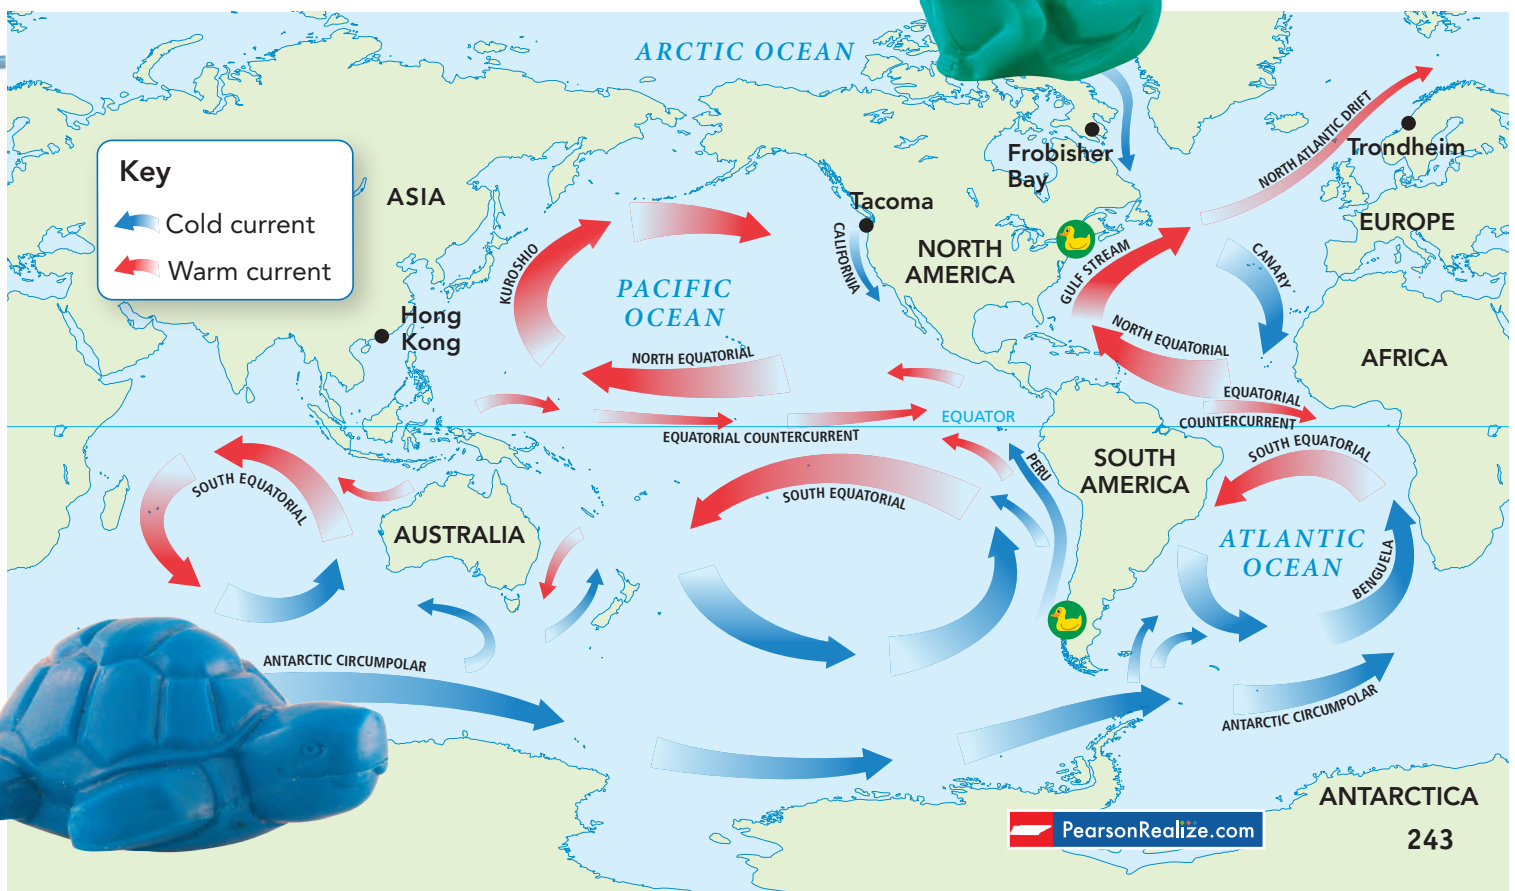 ARCTIC OCEAN
Key
Cold current
Warm current
ASIA
Hong
Kong
KUROSHIO
PACIFIC
OCEAN
Tacoma
CALIFORNIA
NORTH
AMERICA
Frobisher
Bay
GULF STREAM
NORTH ATLANTIC DRIFT
Trondheim
EUROPE
CANARY
NORTH EQUATORIAL
AFRICA
NORTH EQUATORIAL
EQUATORIAL
COUNTERCURRENT
EQUATOR
EQUATORIAL COUNTERCURRENT
SOUTH EQUATORIAL
AUSTRALIA
SOUTH EQUATORIAL
PERU
SOUTH
AMERICA
SOUTH EQUATORIAL
ATLANTIC
OCEAN
BENGUELA
ANTARCTIC CIRCUMPOLAR
ANTARCTIC CIRCUMPOLAR
ANTARCTICA
PearsonRealize.com
243